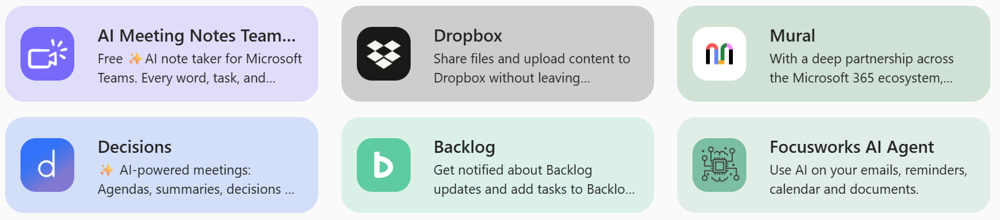 AI Meeting Notes Team...
Free ✨ AI note taker for Microsoft
Teams. Every word, task, and...
Dropbox
Share files and upload content to
Dropbox without leaving...
Mural
With a deep partnership across
the Microsoft 365 ecosystem,...
Decisions
✨ AI-powered meetings:
Agendas, summaries, decisions ...
Backlog
Get notified about Backlog
updates and add tasks to Backlo...
Focusworks AI Agent
Use AI on your emails, reminders,
calendar and documents.